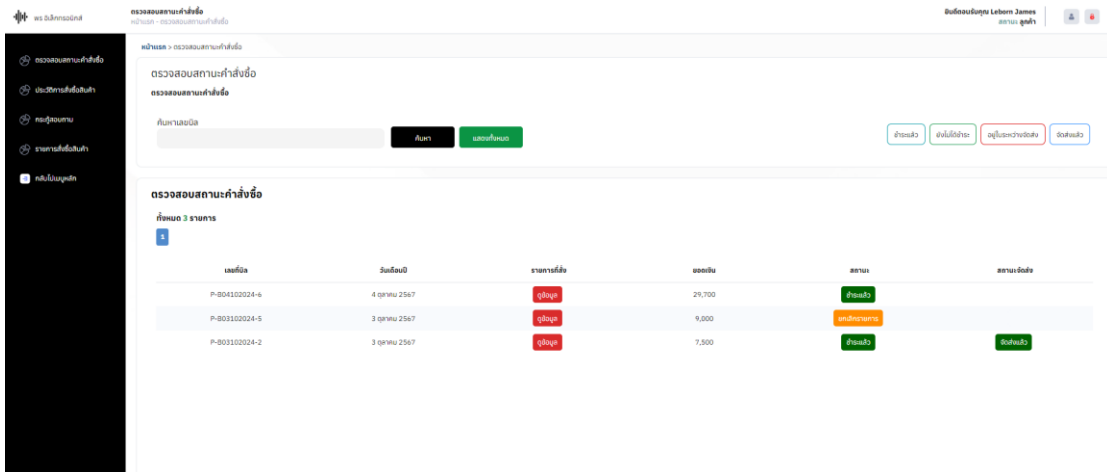 พร อิเล็กทรอนิกส์
ตรวจสอบสถานะคำสั่งซื้อ
หน้าแรก - ตรวจสอบสถานะคำสั่งซื้อ
ยินดีตอนรับคุณ Leborn James
สถานะ ลูกค้า
ตรวจสอบสถานะคำสั่งซื้อ
ประวัติการสั่งซื้อสินค้า
กระทู้สอบถาม
รายการสั่งซื้อสินค้า
กลับไปเมนูหลัก
หน้าแรก > ตรวจสอบสถานะคำสั่งซื้อ
ตรวจสอบสถานะคำสั่งซื้อ
ตรวจสอบสถานะคำสั่งซื้อ
ค้นหาเลขบิล
ค้นหา แสดงทั้งหมด ชำระแล้ว ยังไม่ได้ชำระ อยู่ในระหว่างจัดส่ง จัดส่งแล้ว
ตรวจสอบสถานะคำสั่งซื้อ
ทั้งหมด 3 รายการ
1
เลขที่บิล วันเดือนปี รายการที่สั่ง ยอดเงิน สถานะ สถานะจัดส่ง
P-B04102024-6 4 ตุลาคม 2567 ดูข้อมูล 29,700 ชำระแล้ว
P-B03102024-5 3 ตุลาคม 2567 ดูข้อมูล 9,000 ยกเลิกรายการ
P-B03102024-2 3 ตุลาคม 2567 ดูข้อมูล 7,500 ชำระแล้ว จัดส่งแล้ว